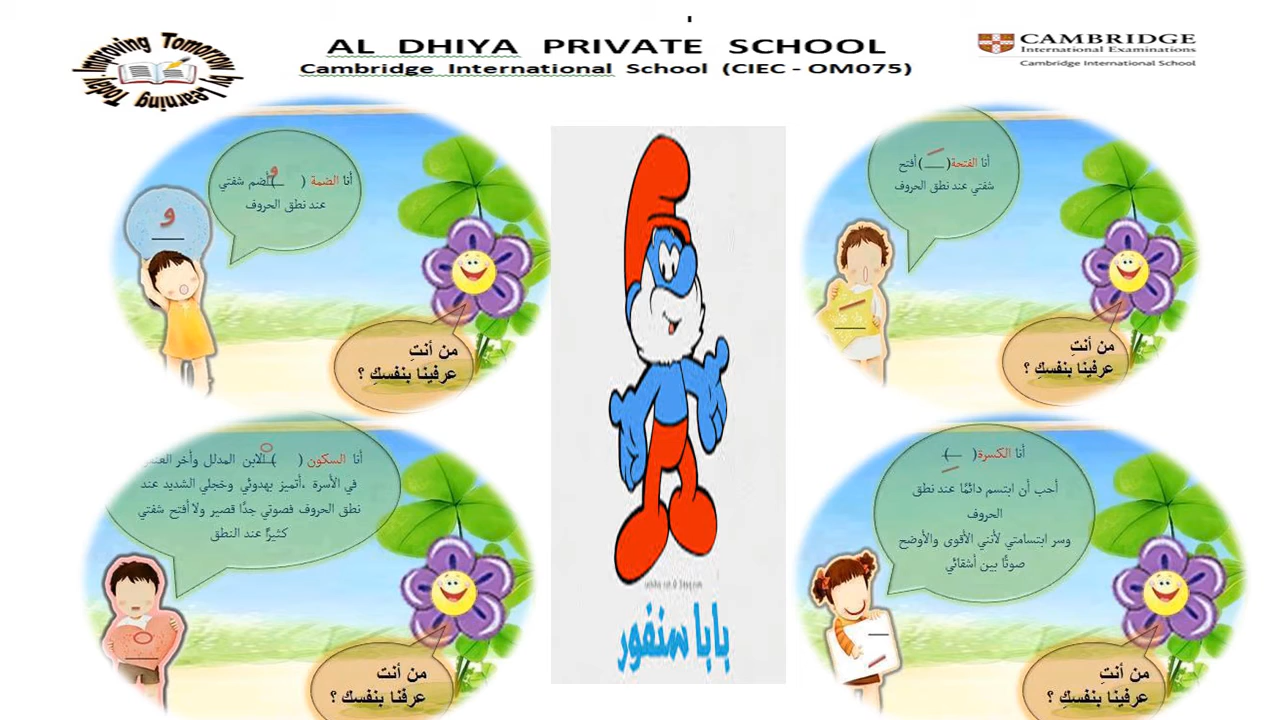 Improving Tomorrow by Learning Today
AL DHIYA PRIVATE SCHOOL
Cambridge International School (CIEC - OM075)
CAMBRIDGE
International Examinations
Cambridge International School
أنا الضمة ( ُ ) أضم شفتي
عند نطق الحروف
و
من أنتِ
عرفينا بنفسكِ ؟
أنا الفتحة ( َ ) أفتح
شفتي عند نطق الحروف
من أنتِ
عرفينا بنفسكِ ؟
أنا السكون ( ْ ) الابن المدلل وأخر
في الأسرة ،أتميز بهدوئي وخجلي الشديد عند
نطق الحروف فصوتي جدًا قصير ولا أفتح شفتي
كثيرًا عند النطق
من أنت
عرفنا بنفسك ؟
أنا الكسرة ( ِ )
أحب أن ابتسم دائمًا عند نطق
الحروف
وسر ابتسامتي لأنني الأقوى والأوضح
صوتًا بين أشقائي
من أنتِ
عرفينا بنفسكِ ؟
بابا سنفور